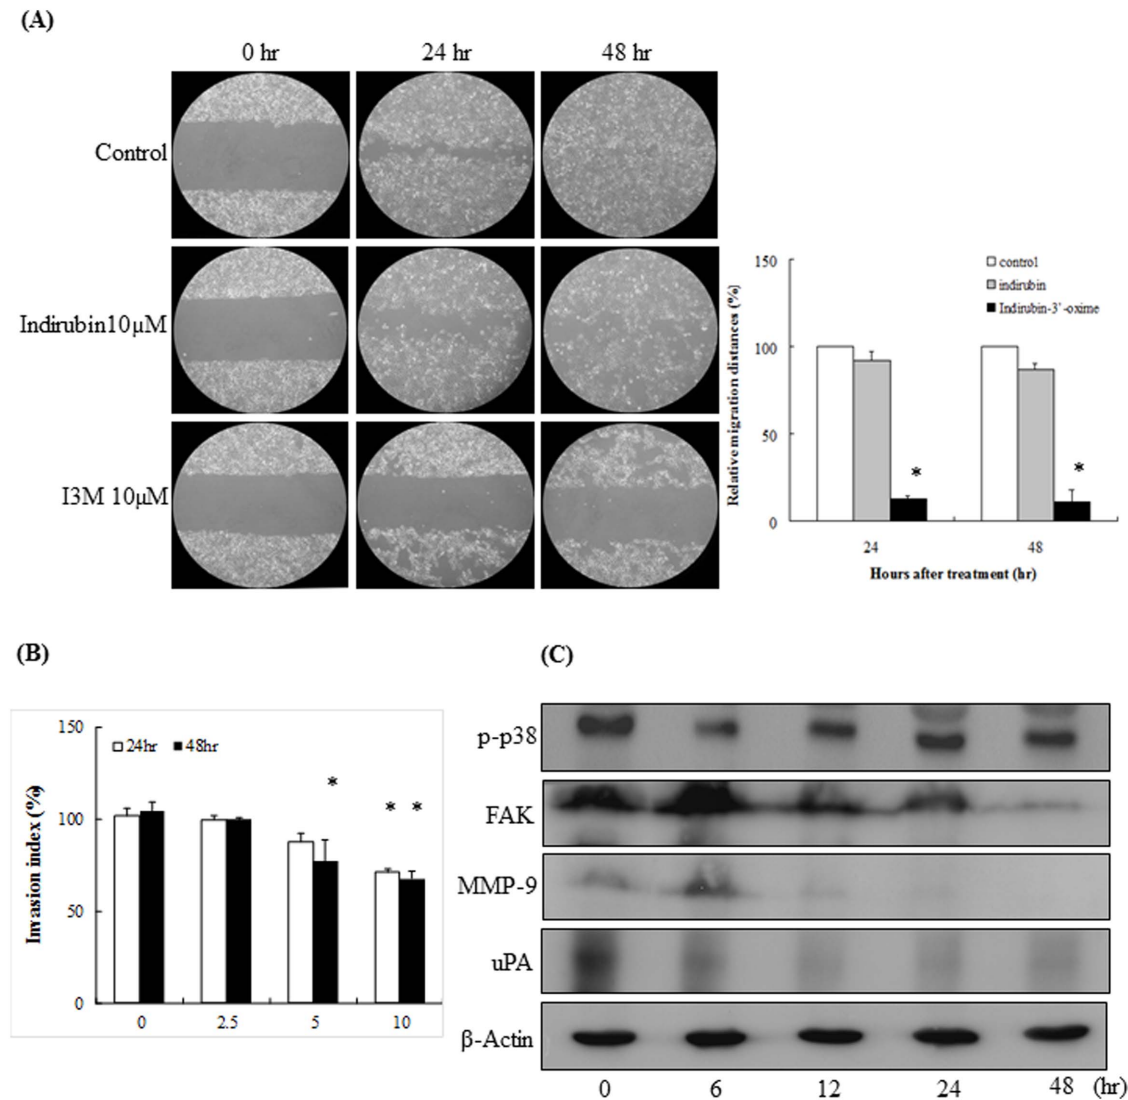 (A)
0 hr 24 hr 48 hr
Control
Indirubin10μM
I3M 10μM
150
100
50
0
Relative migration distances (%)
control
indirubin
Indirubin-3'-oxime
*
*
24 48
Hours after treatment (hr)
(B)
150
100
50
0
Invasion index (%)
24hr 48hr
*
* *
0 2.5 5 10
(C)
p-p38
FAK
MMP-9
uPA
β-Actin
0 6 12 24 48 (hr)